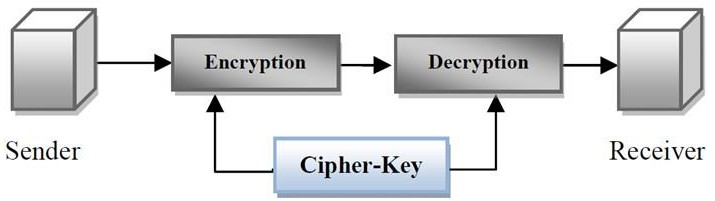 Encryption
Decryption
Sender
Cipher-Key
Receiver